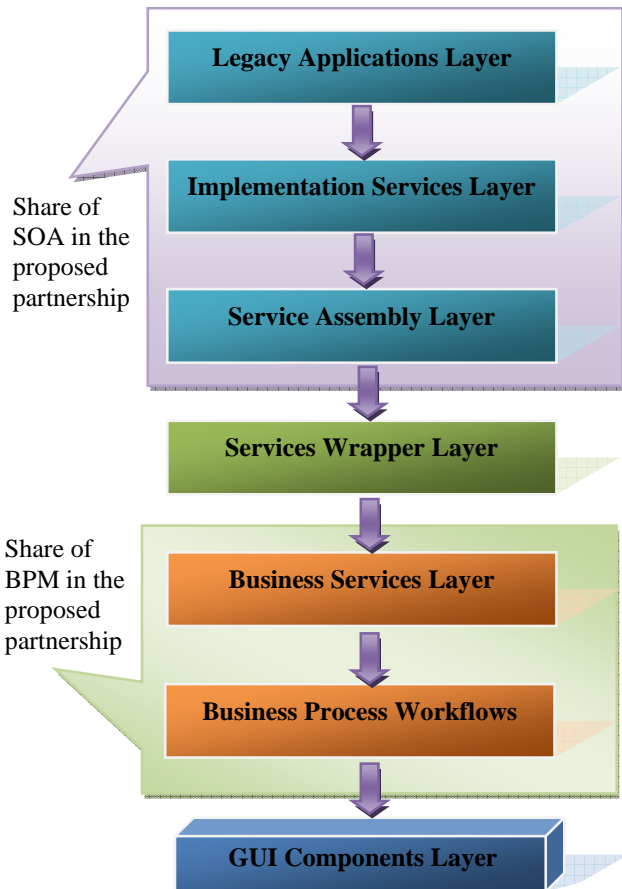 Legacy Applications Layer
Implementation Services Layer
Share of
SOA in the
proposed
partnership
Service Assembly Layer
Services Wrapper Layer
Share of
BPM in the
proposed
partnership
Business Services Layer
Business Process Workflows
GUI Components Layer